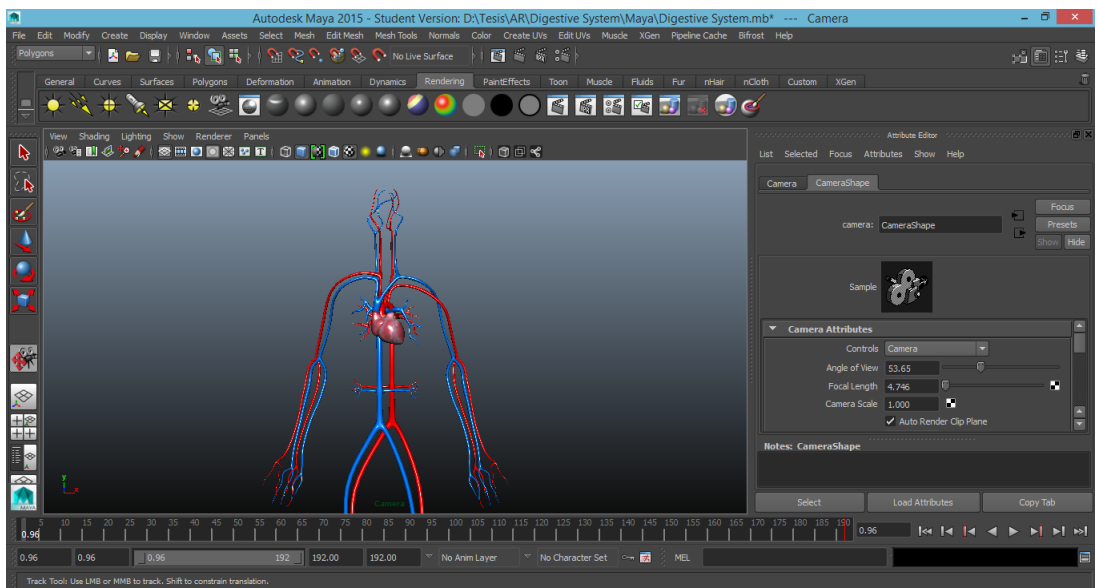 Autodesk Maya 2015 - Student Version: D:\Tesis\AR\Digestive System\Maya\Digestive System.mb* --- Camera
File Edit Modify Create Display Window Assets Select Mesh Edit Mesh Mesh Tools Normals Color Create UVs Edit UVs Muscle XGen Pipeline Cache Bifrost Help
Polygons No Live Surface
General Curves Surfaces Polygons Deformation Animation Dynamics Rendering PaintEffects Toon Muscle Fluids Fur nHair nCloth Custom XGen
View Shading Lighting Show Renderer Panels
Attribute Editor
List Selected Focus Attributes Show Help
Camera CameraShape
Focus
camera: CameraShape Presets
Show Hide
Sample
Camera Attributes
Controls Camera
Angle of View 53.65
Focal Length 4.746
Camera Scale 1.000
Auto Render Clip Plane
Notes: CameraShape
y
x
Camera
Select Load Attributes Copy Tab
MAYA
5 10 15 20 25 30 35 40 45 50 55 60 65 70 75 80 85 90 95 100 105 110 115 120 125 130 135 140 145 150 155 160 165 170 175 180 185 190
0.96 0.96
0.96 0.96 0.96 192 192.00 192.00 No Anim Layer No Character Set MEL
Track Tool: Use LMB or MMB to track. Shift to constrain translation.